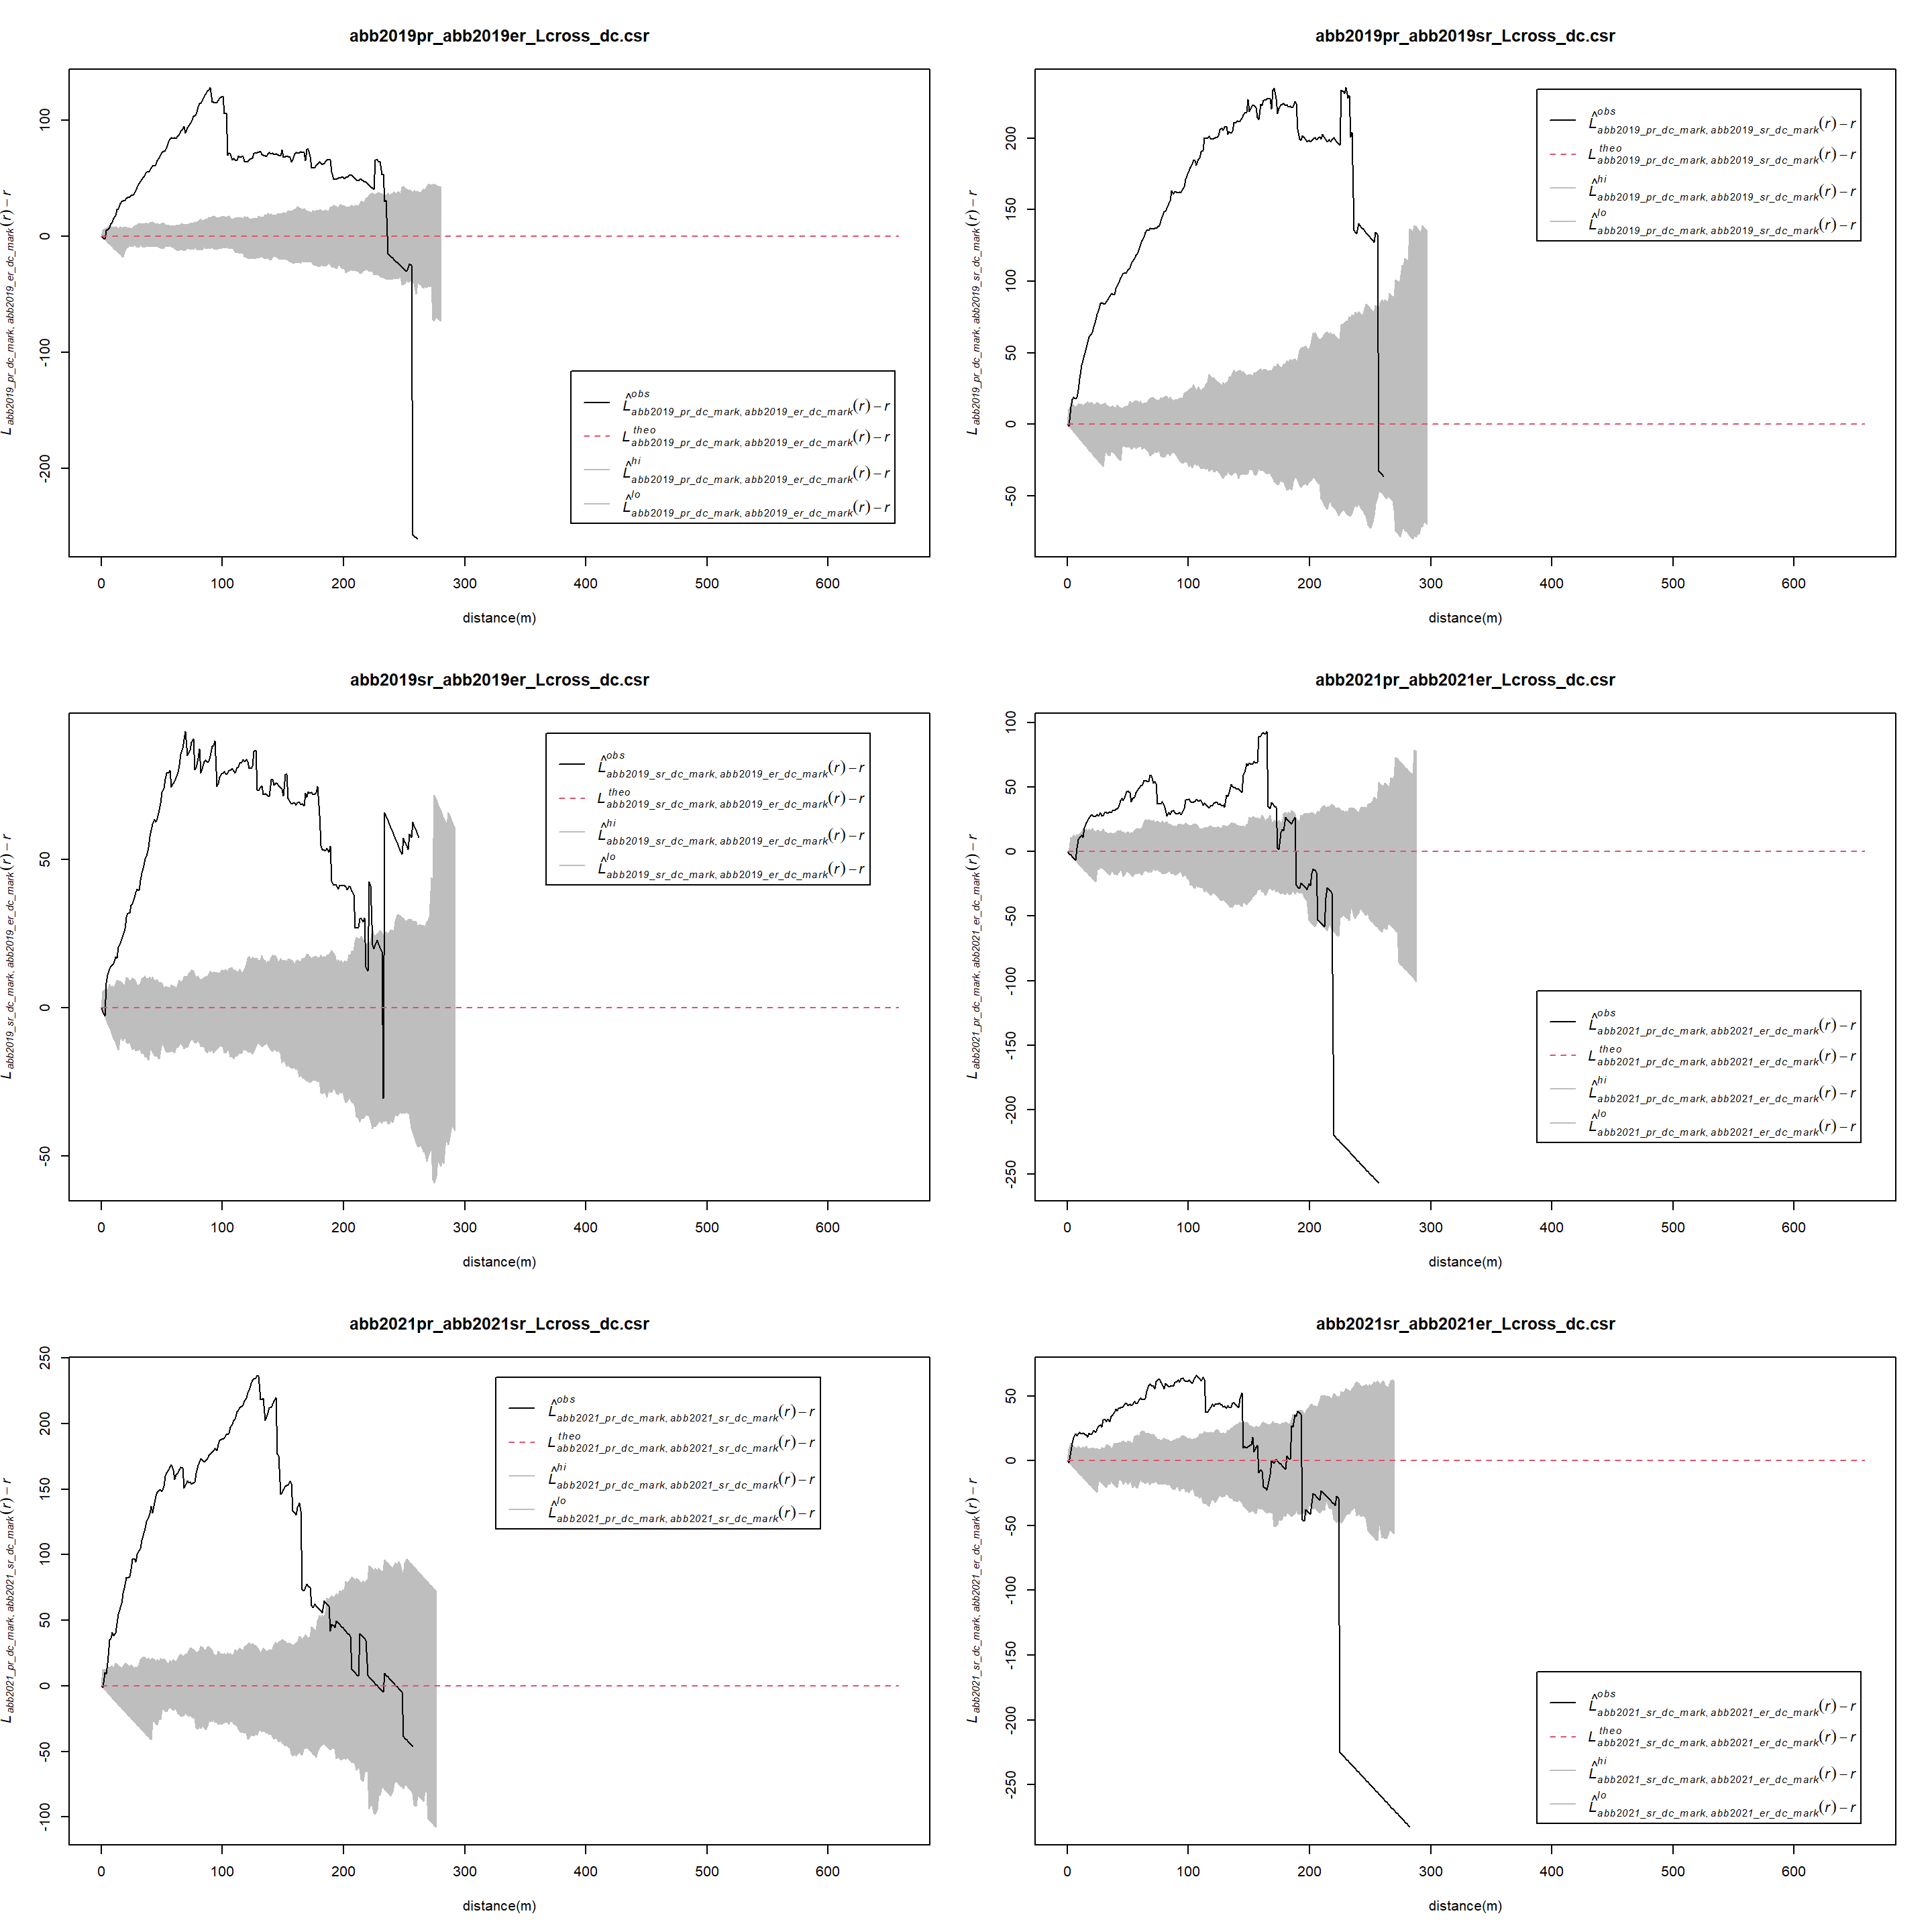 abb2019pr_abb2019er_Lcross_dc.csr
L abb2019_pr_dc_mark, abb2019_er_dc_mark(r) − r
100
0
-100
-200
L̂^obs abb2019_pr_dc_mark, abb2019_er_dc_mark(r) − r
L^theo abb2019_pr_dc_mark, abb2019_er_dc_mark(r) − r
L̂^hi abb2019_pr_dc_mark, abb2019_er_dc_mark(r) − r
L̂^lo abb2019_pr_dc_mark, abb2019_er_dc_mark(r) − r
0 100 200 300 400 500 600
distance(m)
abb2019pr_abb2019sr_Lcross_dc.csr
L abb2019_pr_dc_mark, abb2019_sr_dc_mark(r) − r
200
150
100
50
0
-50
L̂^obs abb2019_pr_dc_mark, abb2019_sr_dc_mark(r) − r
L^theo abb2019_pr_dc_mark, abb2019_sr_dc_mark(r) − r
L̂^hi abb2019_pr_dc_mark, abb2019_sr_dc_mark(r) − r
L̂^lo abb2019_pr_dc_mark, abb2019_sr_dc_mark(r) − r
0 100 200 300 400 500 600
distance(m)
abb2019sr_abb2019er_Lcross_dc.csr
L abb2019_sr_dc_mark, abb2019_er_dc_mark(r) − r
50
0
-50
L̂^obs abb2019_sr_dc_mark, abb2019_er_dc_mark(r) − r
L^theo abb2019_sr_dc_mark, abb2019_er_dc_mark(r) − r
L̂^hi abb2019_sr_dc_mark, abb2019_er_dc_mark(r) − r
L̂^lo abb2019_sr_dc_mark, abb2019_er_dc_mark(r) − r
0 100 200 300 400 500 600
distance(m)
abb2021pr_abb2021er_Lcross_dc.csr
L abb2021_pr_dc_mark, abb2021_er_dc_mark(r) − r
100
50
0
-50
-100
-150
-200
-250
L̂^obs abb2021_pr_dc_mark, abb2021_er_dc_mark(r) − r
L^theo abb2021_pr_dc_mark, abb2021_er_dc_mark(r) − r
L̂^hi abb2021_pr_dc_mark, abb2021_er_dc_mark(r) − r
L̂^lo abb2021_pr_dc_mark, abb2021_er_dc_mark(r) − r
0 100 200 300 400 500 600
distance(m)
abb2021pr_abb2021sr_Lcross_dc.csr
L abb2021_pr_dc_mark, abb2021_sr_dc_mark(r) − r
250
200
150
100
50
0
-50
-100
L̂^obs abb2021_pr_dc_mark, abb2021_sr_dc_mark(r) − r
L^theo abb2021_pr_dc_mark, abb2021_sr_dc_mark(r) − r
L̂^hi abb2021_pr_dc_mark, abb2021_sr_dc_mark(r) − r
L̂^lo abb2021_pr_dc_mark, abb2021_sr_dc_mark(r) − r
0 100 200 300 400 500 600
distance(m)
abb2021sr_abb2021er_Lcross_dc.csr
L abb2021_sr_dc_mark, abb2021_er_dc_mark(r) − r
50
0
-50
-100
-150
-200
-250
L̂^obs abb2021_sr_dc_mark, abb2021_er_dc_mark(r) − r
L^theo abb2021_sr_dc_mark, abb2021_er_dc_mark(r) − r
L̂^hi abb2021_sr_dc_mark, abb2021_er_dc_mark(r) − r
L̂^lo abb2021_sr_dc_mark, abb2021_er_dc_mark(r) − r
0 100 200 300 400 500 600
distance(m)